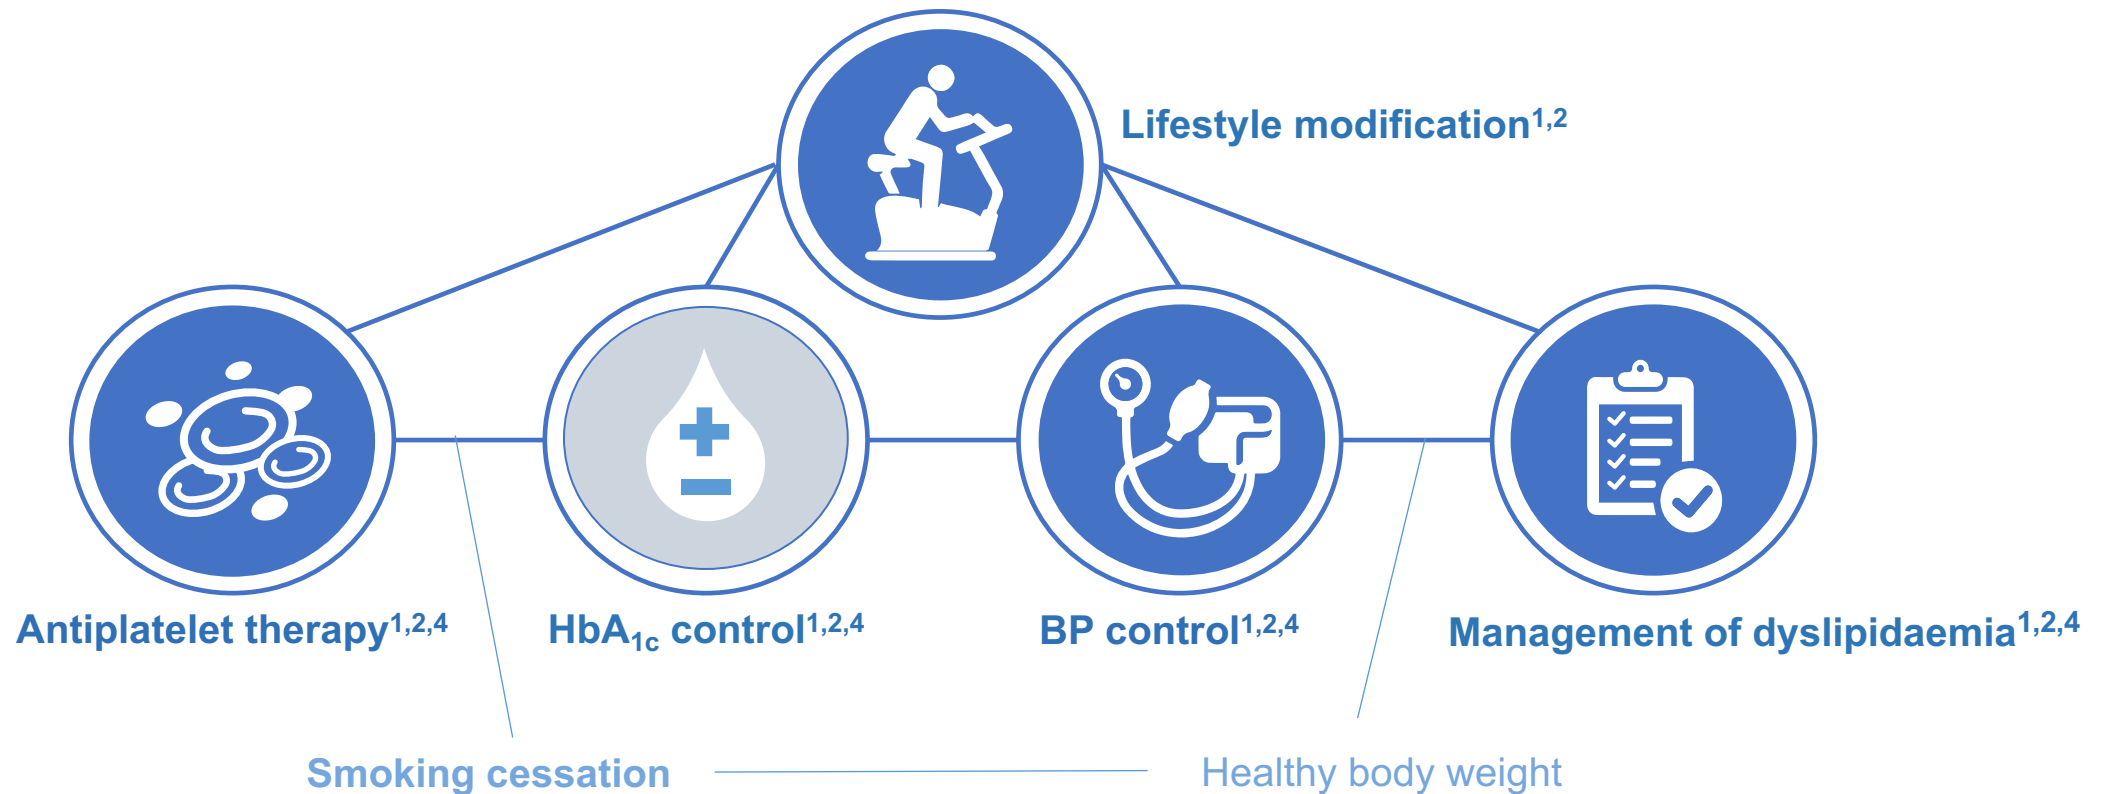 Lifestyle modification1,2
Antiplatelet therapy1,2,4
HbA1c control1,2,4
BP control1,2,4
Management of dyslipidaemia1,2,4
Smoking cessation
Healthy body weight